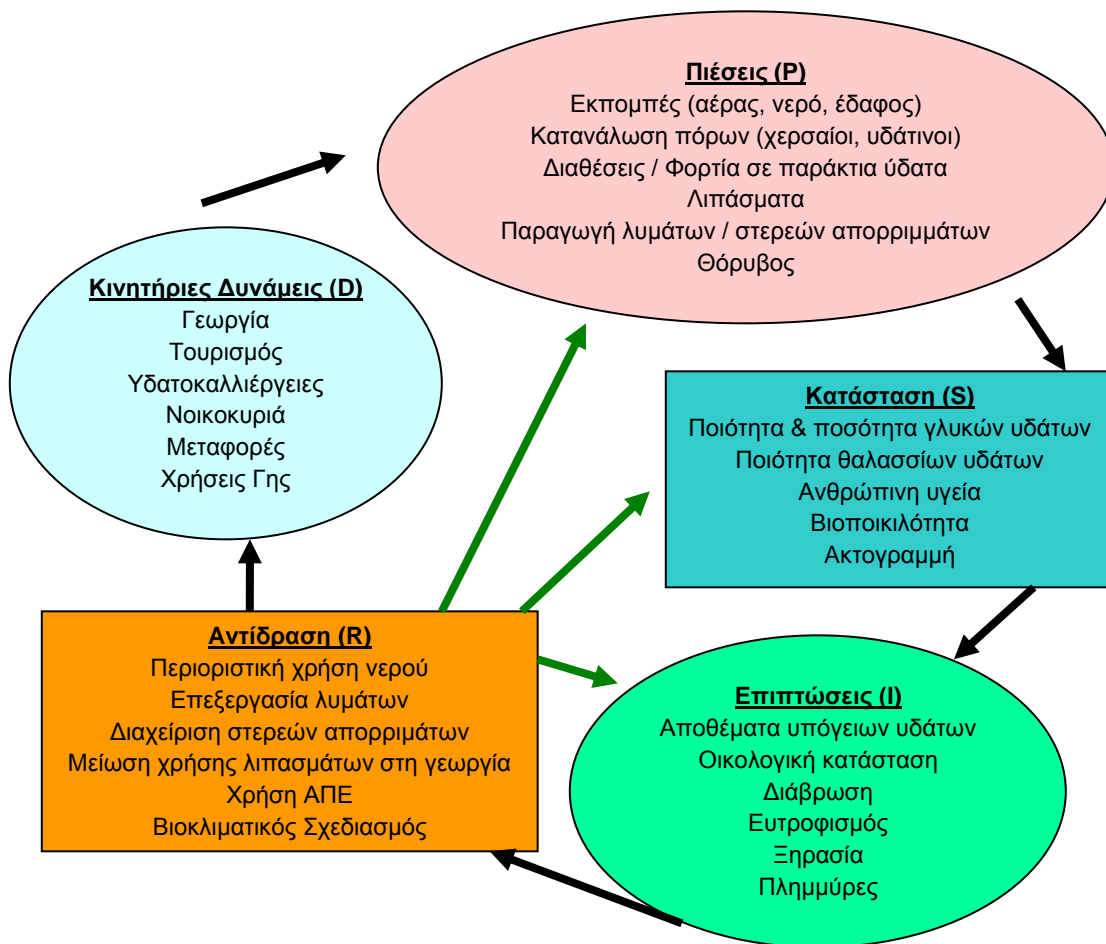 Πιέσεις (P)
Εκπομπές (αέρας, νερό, έδαφος)
Κατανάλωση πόρων (χερσαίοι, υδάτινοι)
Διαθέσεις / Φορτία σε παράκτια ύδατα
Λιπάσματα
Παραγωγή λυμάτων / στερεών απορριμμάτων
Θόρυβος
Κινητήριες Δυνάμεις (D)
Γεωργία
Τουρισμός
Υδατοκαλλιέργειες
Νοικοκυριά
Μεταφορές
Χρήσεις Γης
Κατάσταση (S)
Ποιότητα & ποσότητα γλυκών υδάτων
Ποιότητα θαλασσίων υδάτων
Ανθρώπινη υγεία
Βιοποικιλότητα
Ακτογραμμή
Αντίδραση (R)
Περιοριστική χρήση νερού
Επεξεργασία λυμάτων
Διαχείριση στερεών απορριμάτων
Μείωση χρήσης λιπασμάτων στη γεωργία
Χρήση ΑΠΕ
Βιοκλιματικός Σχεδιασμός
Επιπτώσεις (I)
Αποθέματα υπόγειων υδάτων
Οικολογική κατάσταση
Διάβρωση
Ευτροφισμός
Ξηρασία
Πλημμύρες